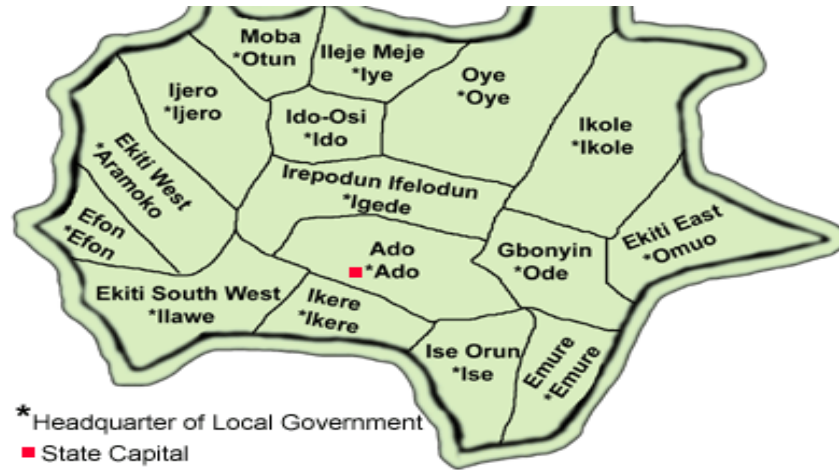 Moba
*Otun
Ileje Meje
*Iye
Oye
*Oye
Ijero
*Ijero
Ido-Osi
*Ido
Ikole
*Ikole
Ekiti West
*Aramoko
Irepodun Ifelodun
*Igede
Efon
*Efon
Ado
*Ado
Gbonyin
*Ode
Ekiti East
*Omuo
Ekiti South West
*Ilawe
Ikere
*Ikere
Ise Orun
*Ise
Emure
*Emure
*Headquarter of Local Government
State Capital